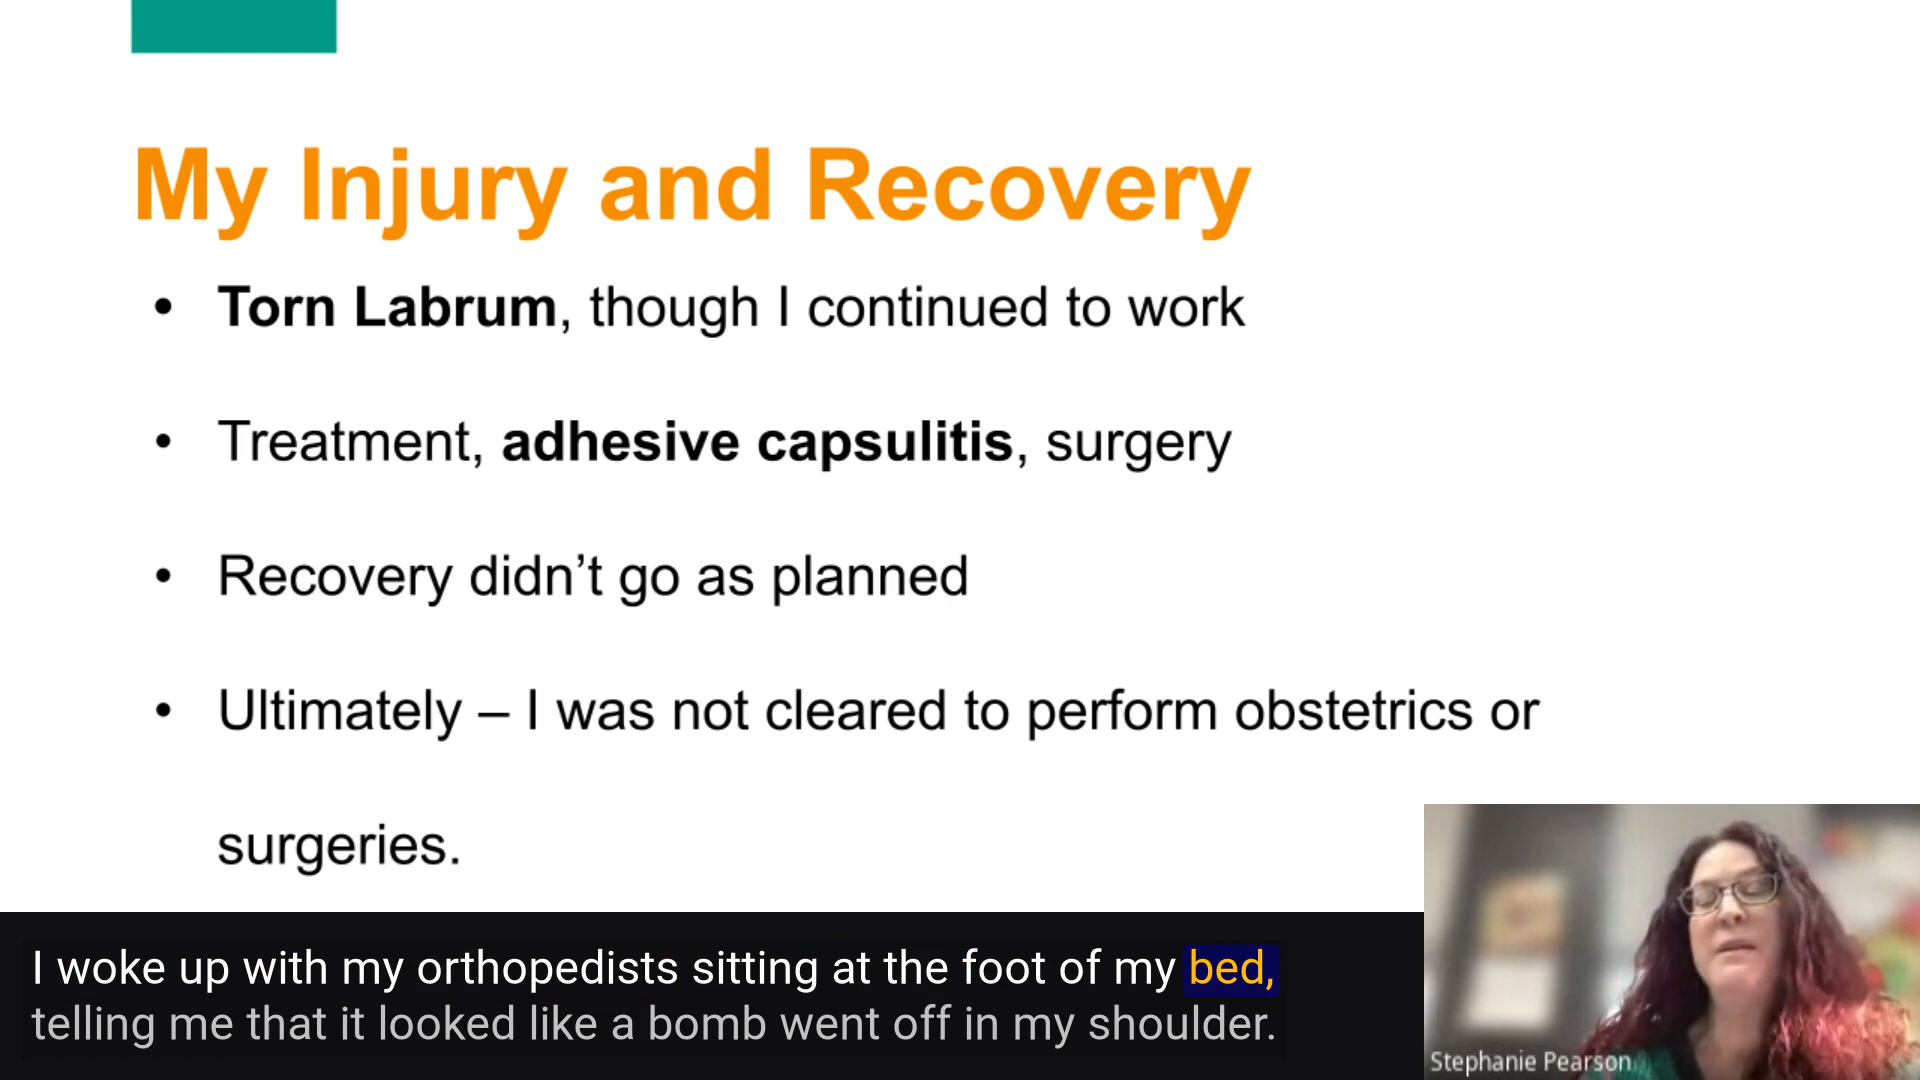 My Injury and Recovery
• Torn Labrum, though I continued to work
• Treatment, adhesive capsulitis, surgery
• Recovery didn’t go as planned
• Ultimately – I was not cleared to perform obstetrics or
surgeries.
I woke up with my orthopedists sitting at the foot of my bed,
telling me that it looked like a bomb went off in my shoulder.
Stephanie Pearson